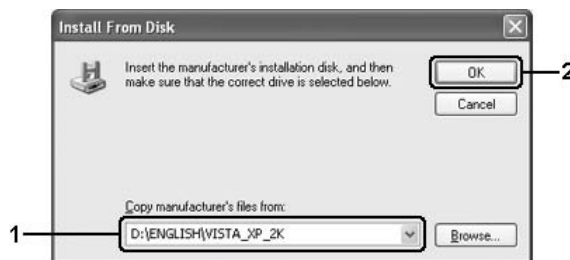 Install From Disk
Insert the manufacturer's installation disk, and then
make sure that the correct drive is selected below.
OK
2
Cancel
Copy manufacturer's files from:
1
D:\ENGLISH\VISTA_XP_2K
Browse...